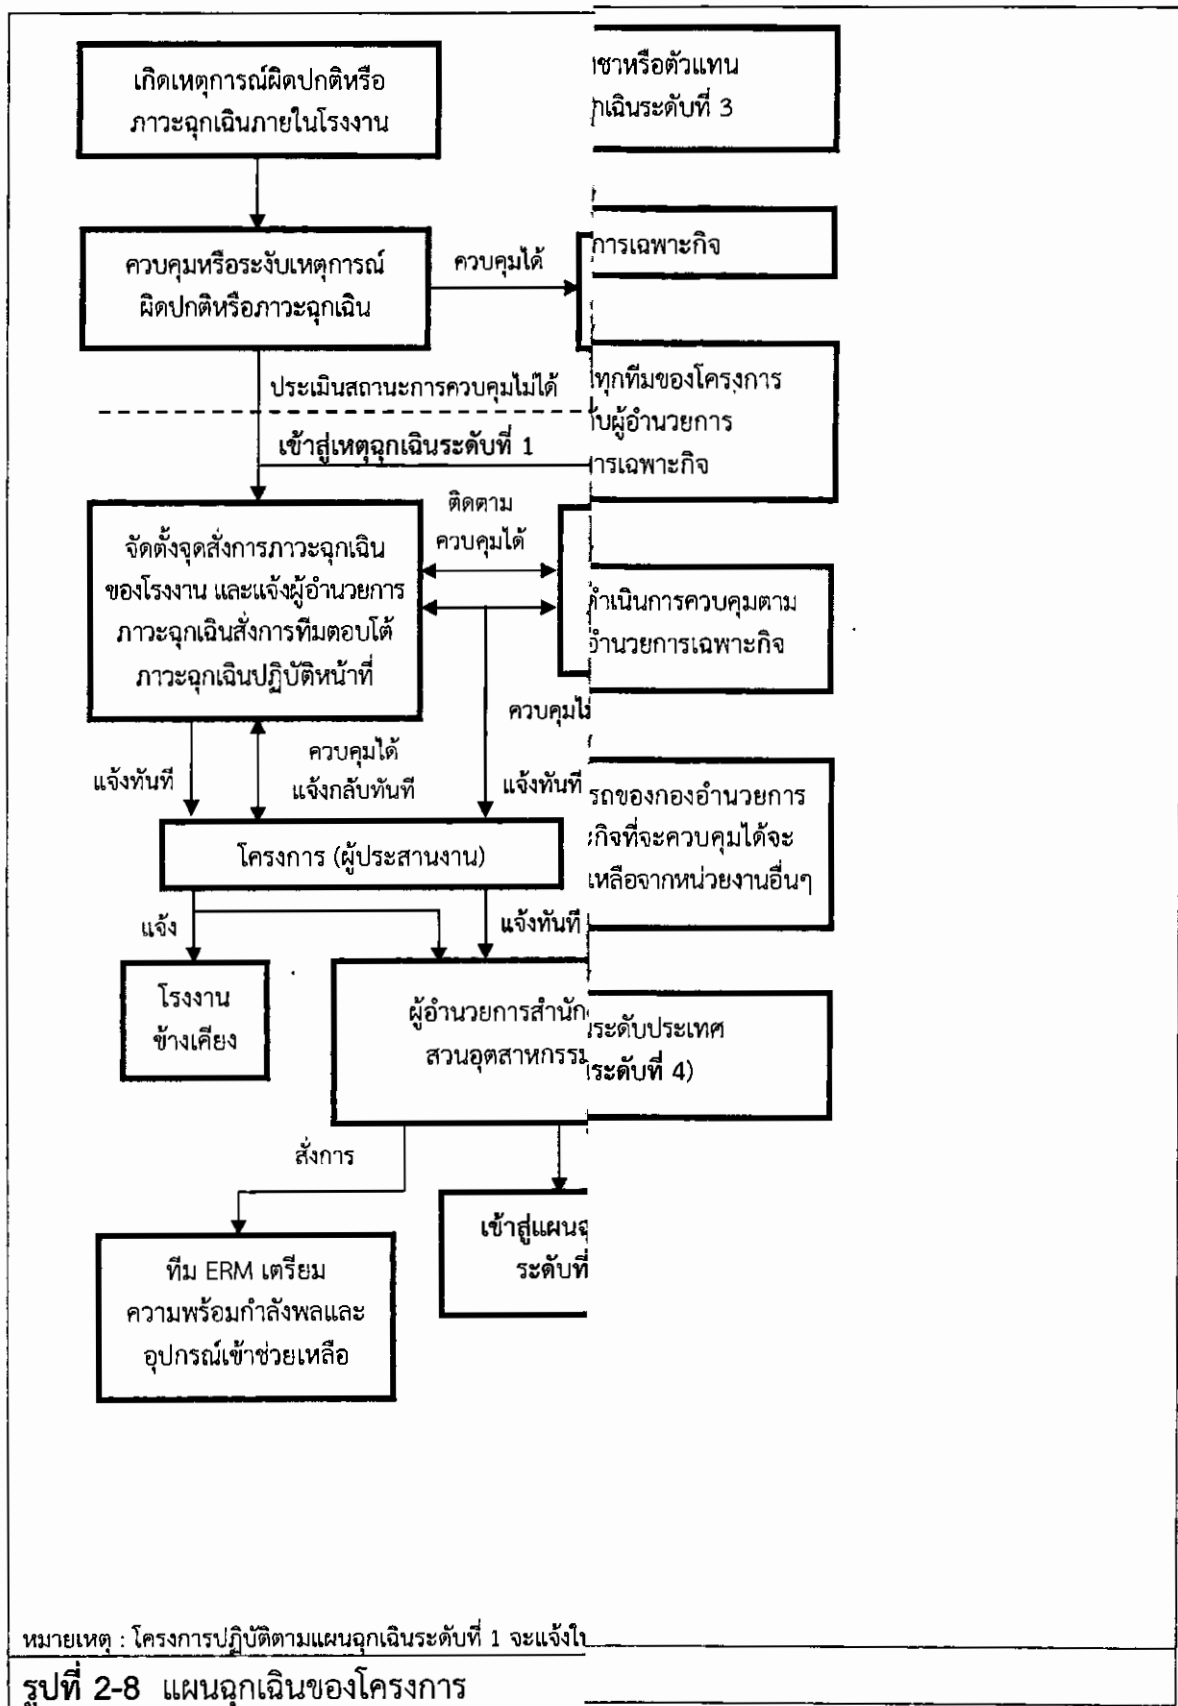 เกิดเหตุการณ์ผิดปกติหรือ
ภาวะฉุกเฉินภายในโรงงาน
ควบคุมหรือระงับเหตุการณ์
ผิดปกติหรือภาวะฉุกเฉิน
ควบคุมได้
ประเมินสถานะการควบคุมไม่ได้
เข้าสู่เหตุฉุกเฉินระดับที่ 1
จัดตั้งจุดสั่งการภาวะฉุกเฉิน
ของโรงงาน และแจ้งผู้อำนวยการ
ภาวะฉุกเฉินสั่งการทีมตอบโต้
ภาวะฉุกเฉินปฏิบัติหน้าที่
ติดตาม
ควบคุมได้
ควบคุมไม่
แจ้งทันที
ควบคุมได้
แจ้งกลับทันที
แจ้งทันที
โครงการ (ผู้ประสานงาน)
แจ้ง
แจ้งทันที
โรงงาน
ข้างเคียง
ผู้อำนวยการสำนัก
สวนอุตสาหกรรม
สั่งการ
ทีม ERM เตรียม
ความพร้อมกำลังพลและ
อุปกรณ์เข้าช่วยเหลือ
เข้าสู่แผนฉ
ระดับที่
ชาหรือตัวแทน
กเฉินระดับที่ 3
การเฉพาะกิจ
ทุกทีมของโครงการ
ับผู้อำนวยการ
ารเฉพาะกิจ
ดำเนินการควบคุมตาม
อำนวยการเฉพาะกิจ
รถของกองอำนวยการ
ะกิจที่จะควบคุมได้จะ
เหลือจากหน่วยงานอื่นๆ
นระดับประเทศ
ระดับที่ 4)
หมายเหตุ : โครงการปฏิบัติตามแผนฉุกเฉินระดับที่ 1 จะแจ้งใน
รูปที่ 2-8 แผนฉุกเฉินของโครงการ